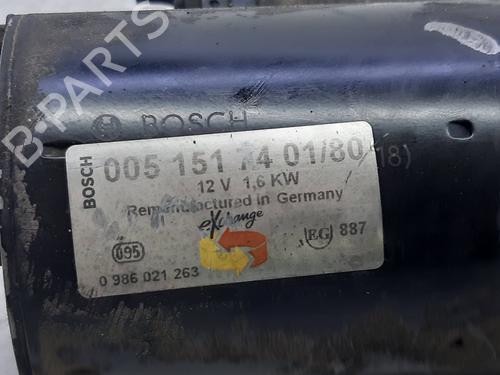 B-PARTS
BOSCH
BOSCH
005 151 74 01/80 (18)
12 V 1,6 KW
Remanufactured in Germany
eXchange
095
EG 887
0 986 021 263